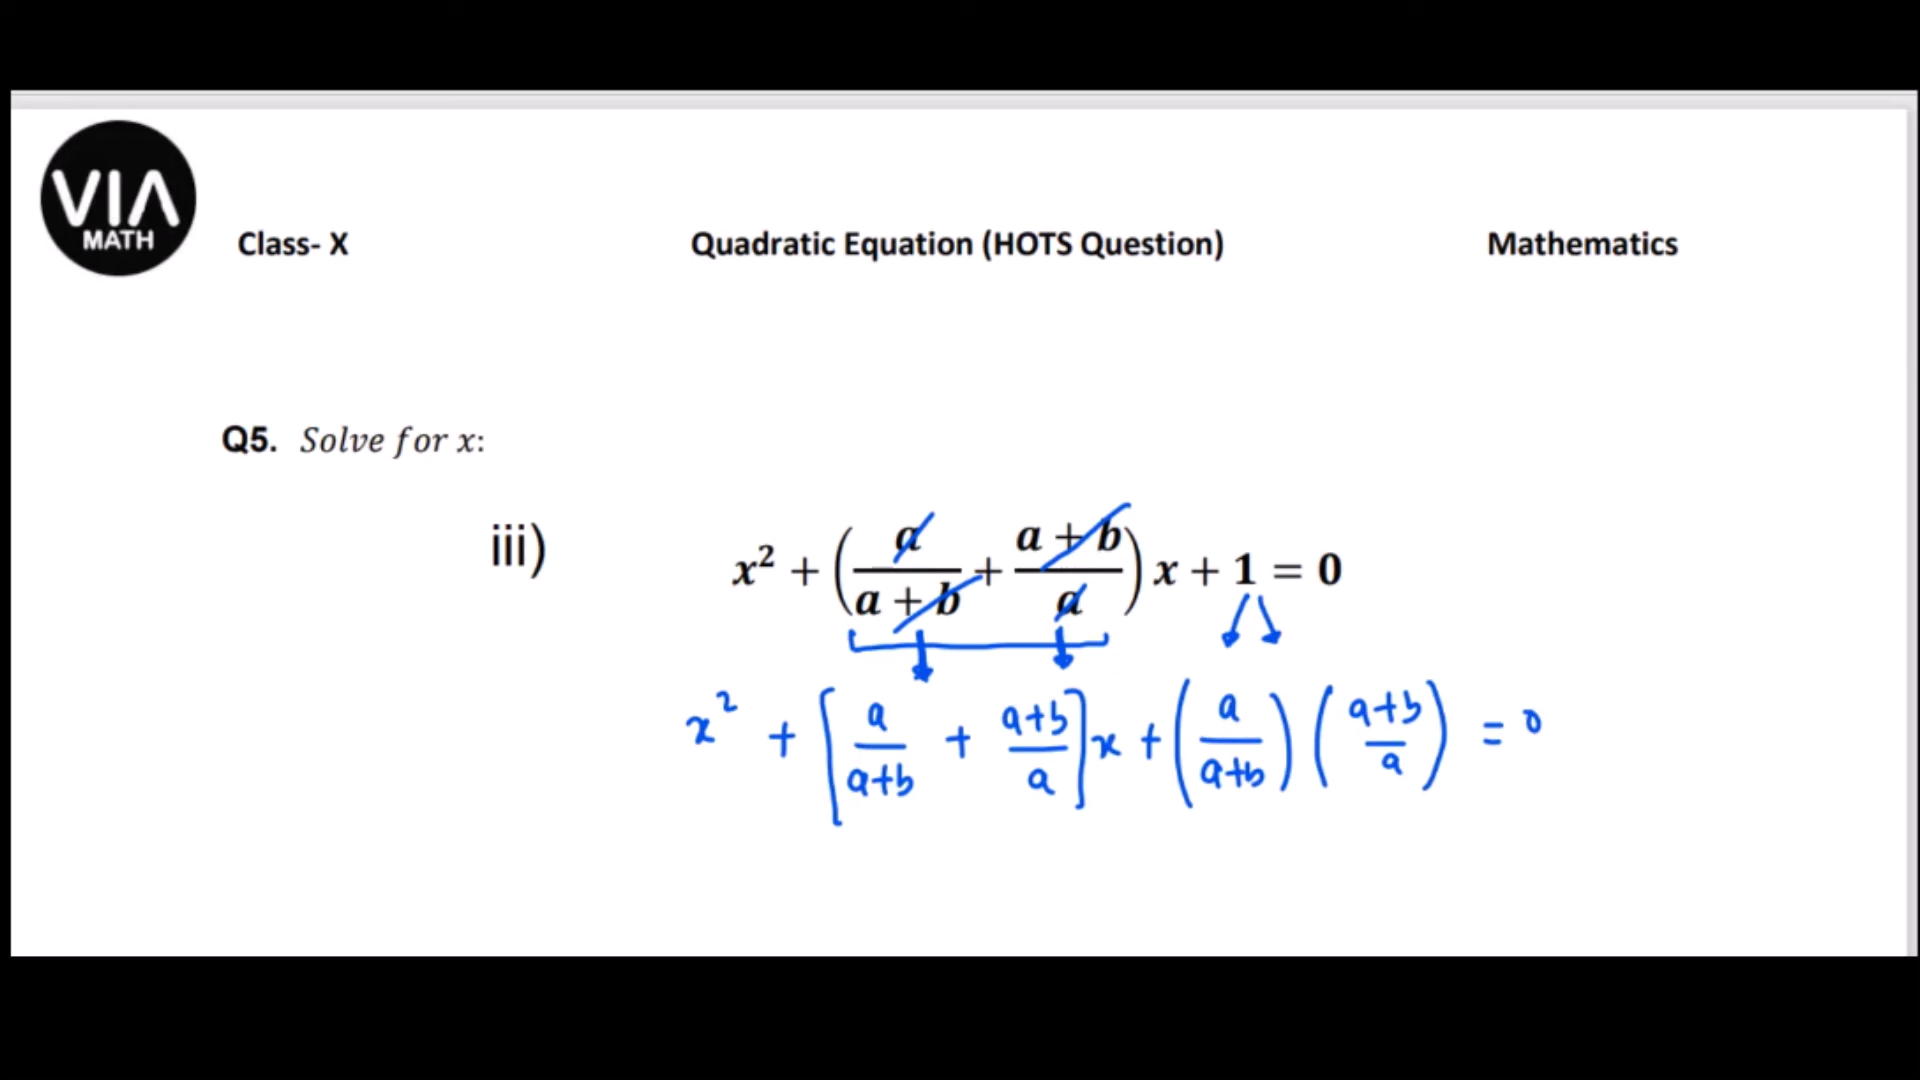 VIA
MATH
Class- X Quadratic Equation (HOTS Question) Mathematics
Q5. Solve for x:
iii) x² + (a/(a + b) + (a + b)/a) x + 1 = 0
x² + [a/(a+b) + (a+b)/a] x + (a/(a+b)) ((a+b)/a) = 0